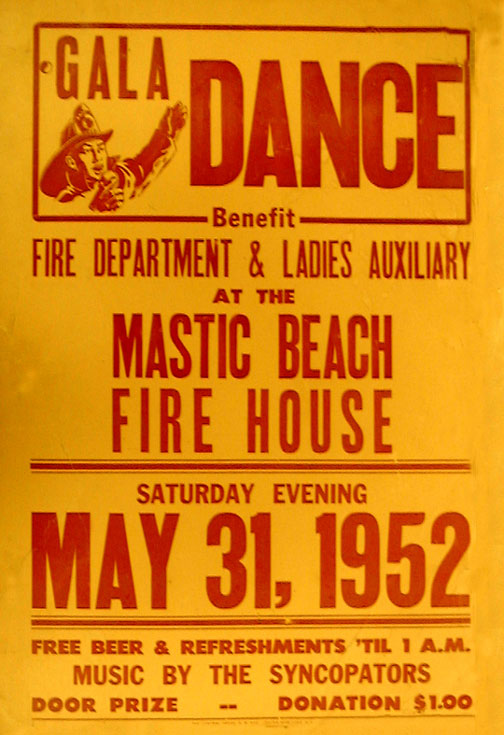 GALA
DANCE
Benefit
FIRE DEPARTMENT & LADIES AUXILIARY
AT THE
MASTIC BEACH
FIRE HOUSE
SATURDAY EVENING
MAY 31, 1952
FREE BEER & REFRESHMENTS 'TIL 1 A.M.
MUSIC BY THE SYNCOPATORS
DOOR PRIZE -- DONATION $1.00